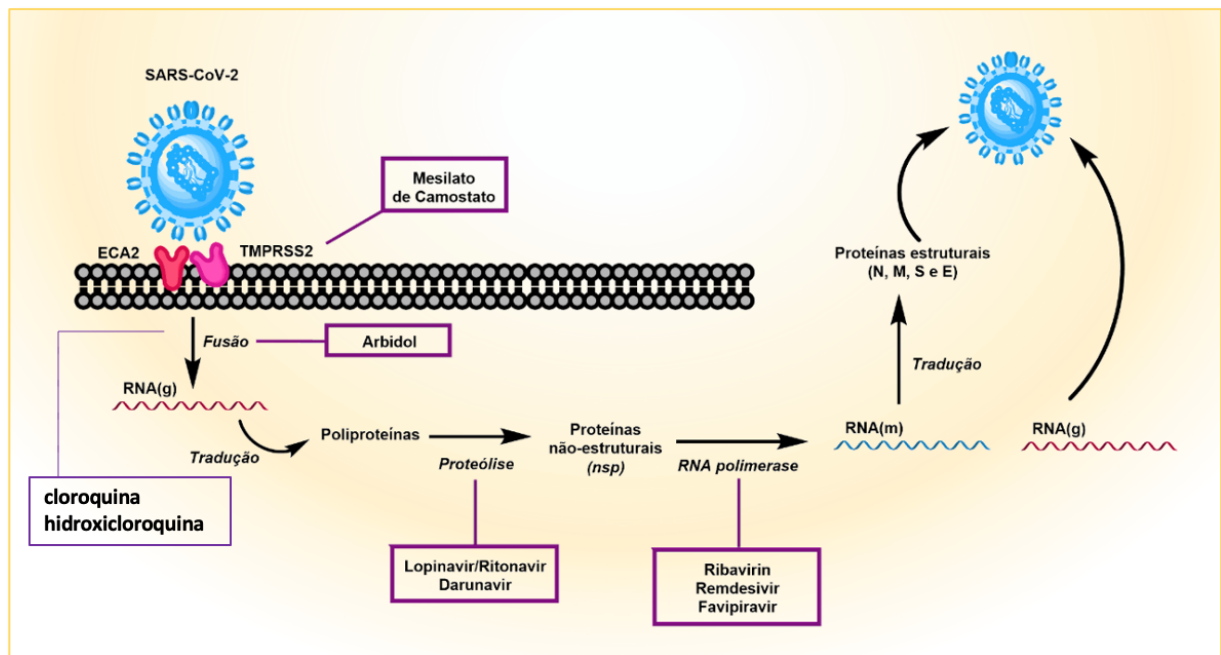 SARS-CoV-2
Mesilato
de Camostato
ECA2
TMPRSS2
Fusão
Arbidol
RNA(g)
Tradução
Poliproteínas
Proteólise
Proteínas
não-estruturais
(nsp)
RNA polimerase
cloroquina
hidroxicloroquina
Lopinavir/Ritonavir
Darunavir
Ribavirin
Remdesivir
Favipiravir
Proteínas estruturais
(N, M, S e E)
Tradução
RNA(m)
RNA(g)